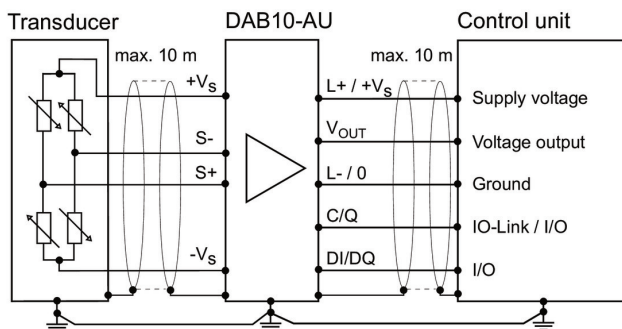 Transducer
DAB10-AU
Control unit
max. 10 m
max. 10 m
+Vs
L+ / +Vs
Supply voltage
VOUT
Voltage output
S-
S+
L- / 0
Ground
C/Q
IO-Link / I/O
-Vs
DI/DQ
I/O